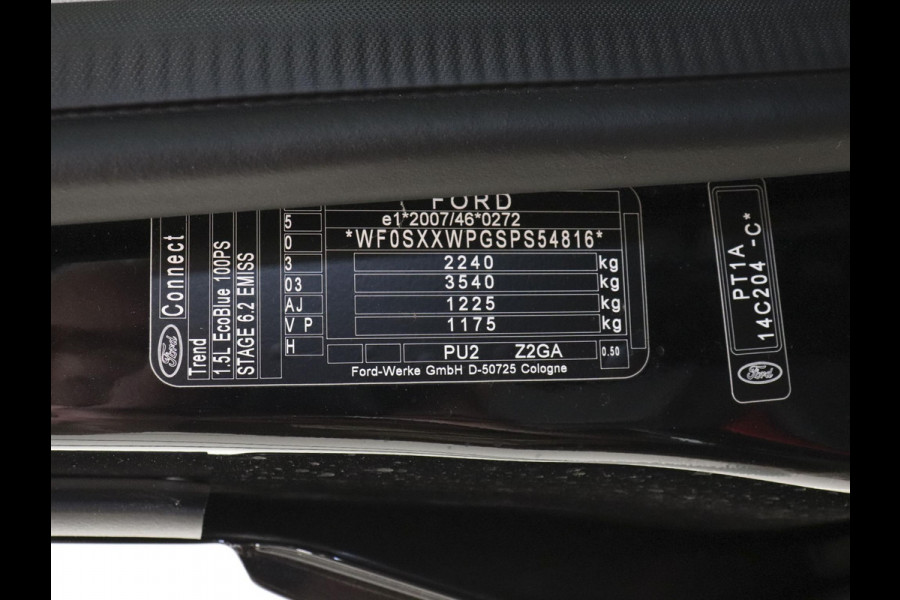 FORD
e1*2007/46*0272
*WF0SXXWPGSPS54816*
2240 kg
3540 kg
1225 kg
1175 kg
PU2 Z2GA 0.50
Ford-Werke GmbH D-50725 Cologne
5
0
3
03
AJ
V P
H
Connect
Trend
1.5L EcoBlue 100PS
STAGE 6.2 EMISS
Ford
PT1A
14C204 -C*
Ford